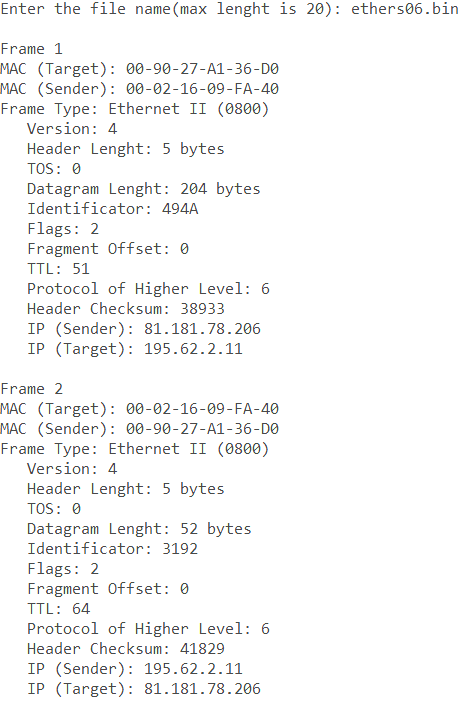 Enter the file name(max lenght is 20): ethers06.bin
Frame 1
MAC (Target): 00-90-27-A1-36-D0
MAC (Sender): 00-02-16-09-FA-40
Frame Type: Ethernet II (0800)
Version: 4
Header Lenght: 5 bytes
TOS: 0
Datagram Lenght: 204 bytes
Identificator: 494A
Flags: 2
Fragment Offset: 0
TTL: 51
Protocol of Higher Level: 6
Header Checksum: 38933
IP (Sender): 81.181.78.206
IP (Target): 195.62.2.11
Frame 2
MAC (Target): 00-02-16-09-FA-40
MAC (Sender): 00-90-27-A1-36-D0
Frame Type: Ethernet II (0800)
Version: 4
Header Lenght: 5 bytes
TOS: 0
Datagram Lenght: 52 bytes
Identificator: 3192
Flags: 2
Fragment Offset: 0
TTL: 64
Protocol of Higher Level: 6
Header Checksum: 41829
IP (Sender): 195.62.2.11
IP (Target): 81.181.78.206